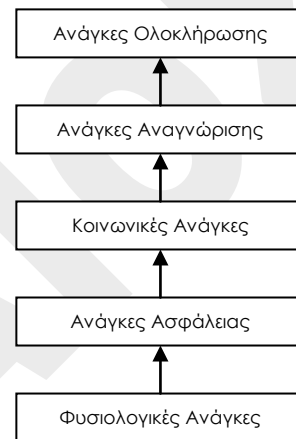 Ανάγκες Ολοκλήρωσης
Ανάγκες Αναγνώρισης
Κοινωνικές Ανάγκες
Ανάγκες Ασφάλειας
Φυσιολογικές Ανάγκες